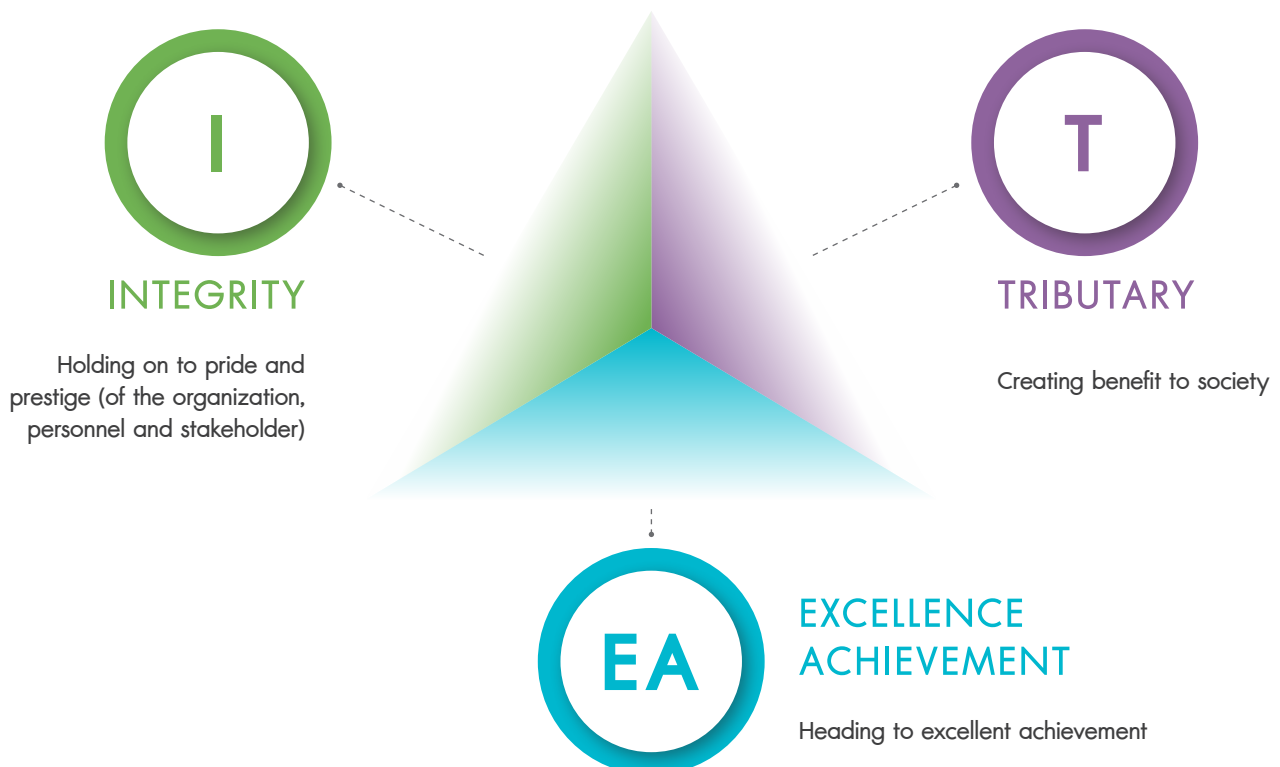 I
INTEGRITY
Holding on to pride and
prestige (of the organization,
personnel and stakeholder)
T
TRIBUTARY
Creating benefit to society
EA
EXCELLENCE
ACHIEVEMENT
Heading to excellent achievement